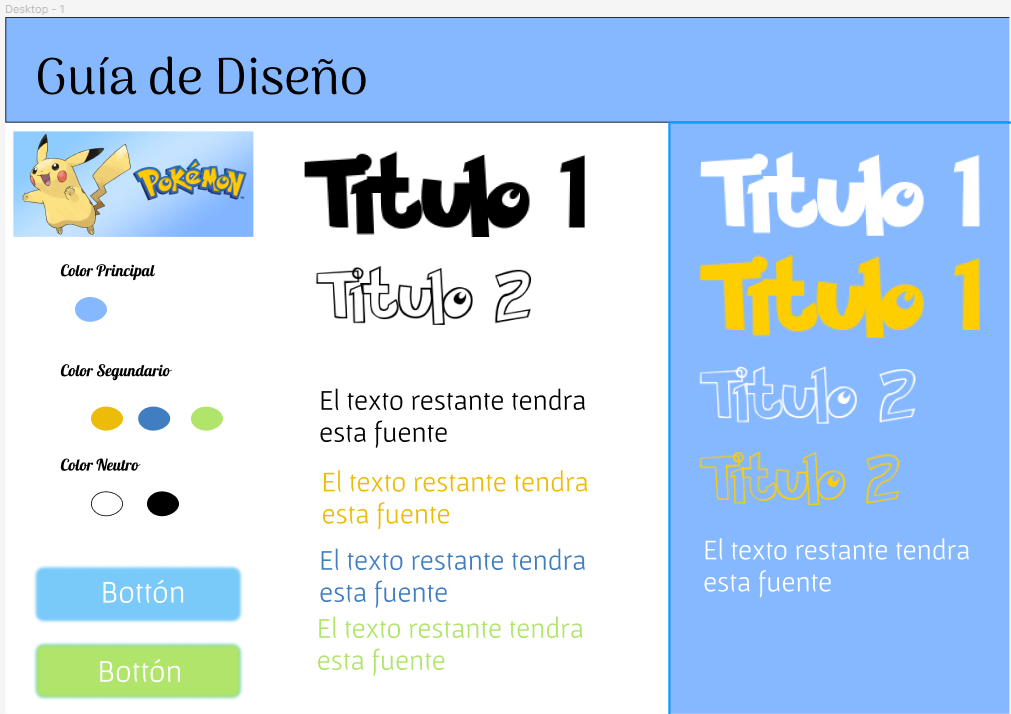 Desktop - 1
Guía de Diseño
POKéMON
Color Principal
Color Segundario
Color Neutro
Bottón
Bottón
Titulo 1
Titulo 2
El texto restante tendra
esta fuente
El texto restante tendra
esta fuente
El texto restante tendra
esta fuente
El texto restante tendra
esta fuente
Titulo 1
Titulo 1
Titulo 2
Titulo 2
El texto restante tendra
esta fuente